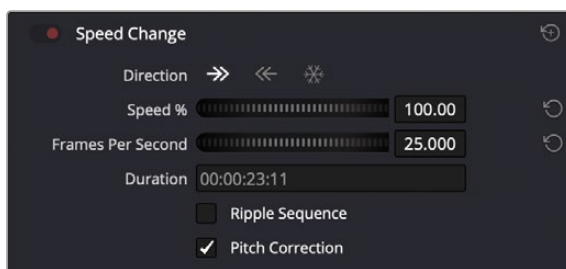 Speed Change
Direction
Speed % 100.00
Frames Per Second 25.000
Duration 00:00:23:11
Ripple Sequence
Pitch Correction